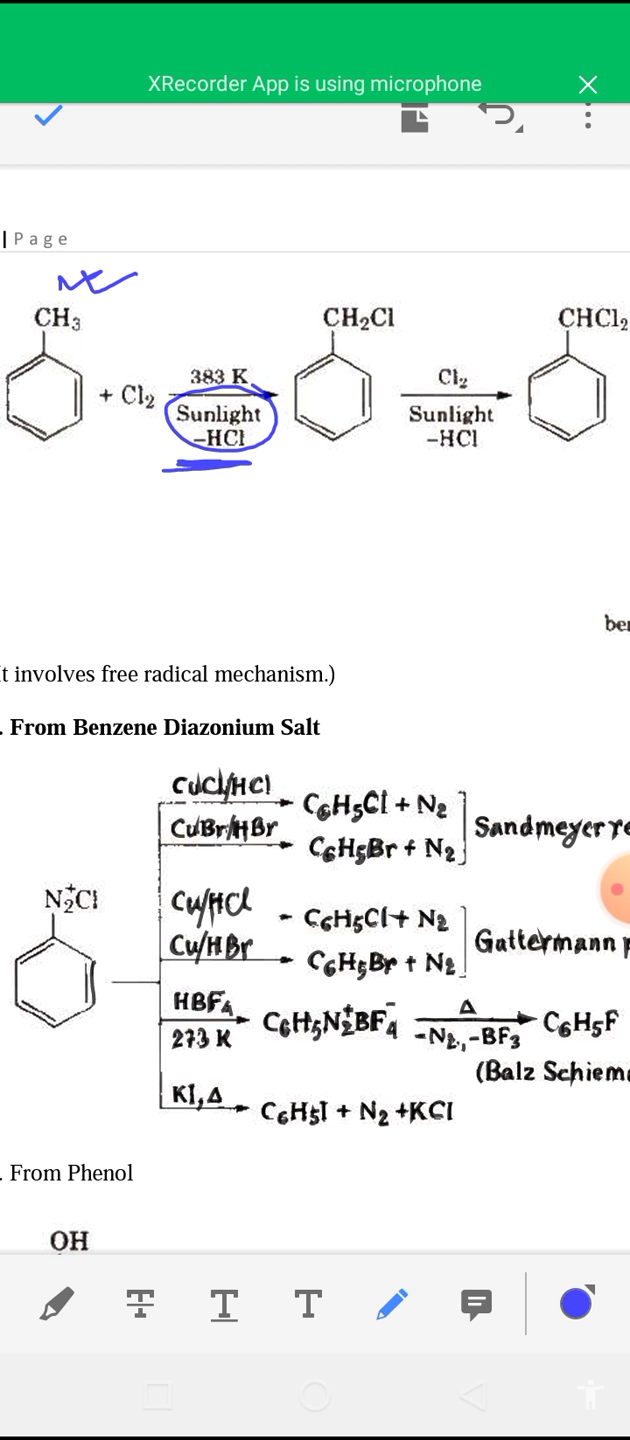 XRecorder App is using microphone
| Page
CH₃ CH₂Cl CHCl₂
+ Cl₂ 383 K Cl₂
Sunlight Sunlight
–HCl –HCl
ber
It involves free radical mechanism.)
. From Benzene Diazonium Salt
CuCl/HCl C₆H₅Cl + N₂
CuBr/HBr C₆H₅Br + N₂ Sandmeyer re
N₂⁺Cl
Cu/HCl - C₆H₅Cl + N₂
Cu/HBr C₆H₅Br + N₂ Gattermann
HBF₄
273 K C₆H₅N₂⁺BF₄⁻ Δ -N₂,-BF₃ C₆H₅F
(Balz Schiem
KI,Δ C₆H₅I + N₂ +KCl
. From Phenol
OH
T T T